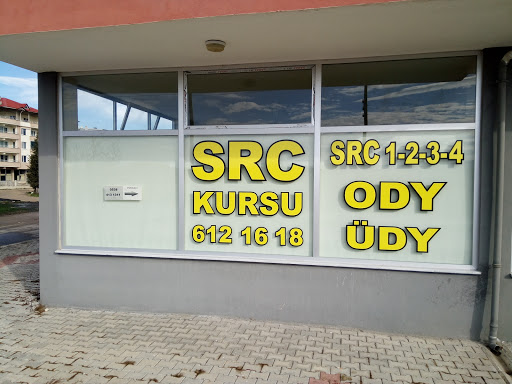 SRC
KURSU
612 16 18
SRC 1-2-3-4
ODY
ÜDY